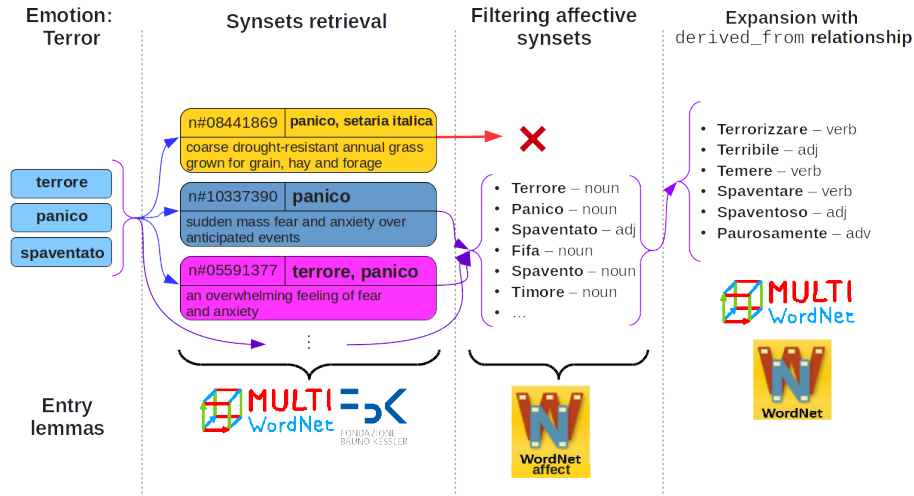 Emotion:
Terror
Synsets retrieval
Filtering affective
synsets
Expansion with
derived_from relationship
terrore
panico
spaventato
n#08441869 panico, setaria italica
coarse drought-resistant annual grass
grown for grain, hay and forage
n#10337390 panico
sudden mass fear and anxiety over
anticipated events
n#05591377 terrore, panico
an overwhelming feeling of fear
and anxiety
⋮
• Terrore – noun
• Panico – noun
• Spaventato – adj
• Fifa – noun
• Spavento – noun
• Timore – noun
• …
• Terrorizzare – verb
• Terribile – adj
• Temere – verb
• Spaventare – verb
• Spaventoso – adj
• Paurosamente – adv
Entry
lemmas
MULTI
WordNet
FBK
FONDAZIONE
BRUNO KESSLER
WN
WordNet
affect
MULTI
WordNet
WN
WordNet